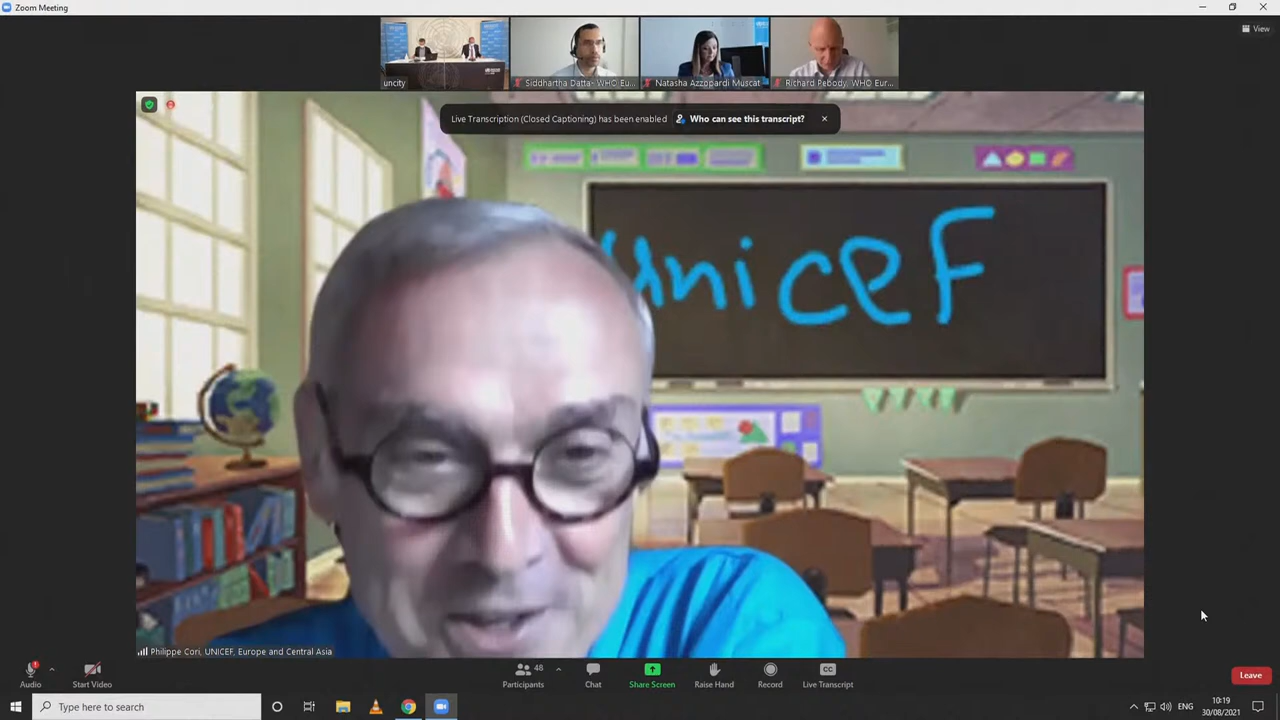 Zoom Meeting
View
uncity
Siddhartha Datta- WHO Eu...
Natasha Azzopardi Muscat
Richard Pebody, WHO Eur...
Live Transcription (Closed Captioning) has been enabled
Who can see this transcript?
unicef
Philippe Cori, UNICEF, Europe and Central Asia
Audio
Start Video
48
Participants
Chat
Share Screen
Raise Hand
Record
CC
Live Transcript
Leave
Type here to search
ENG
10:19
30/08/2021